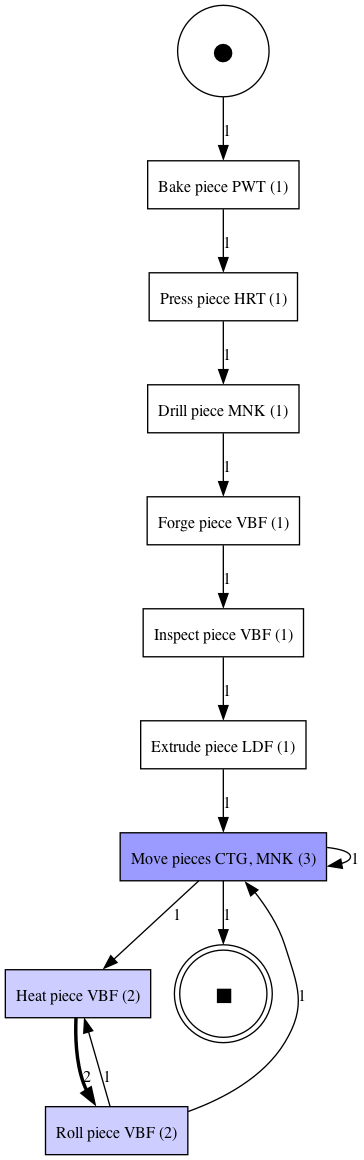 1
Bake piece PWT (1)
1
Press piece HRT (1)
1
Drill piece MNK (1)
1
Forge piece VBF (1)
1
Inspect piece VBF (1)
1
Extrude piece LDF (1)
1
Move pieces CTG, MNK (3)
1
1
1
Heat piece VBF (2)
1
2
1
Roll piece VBF (2)